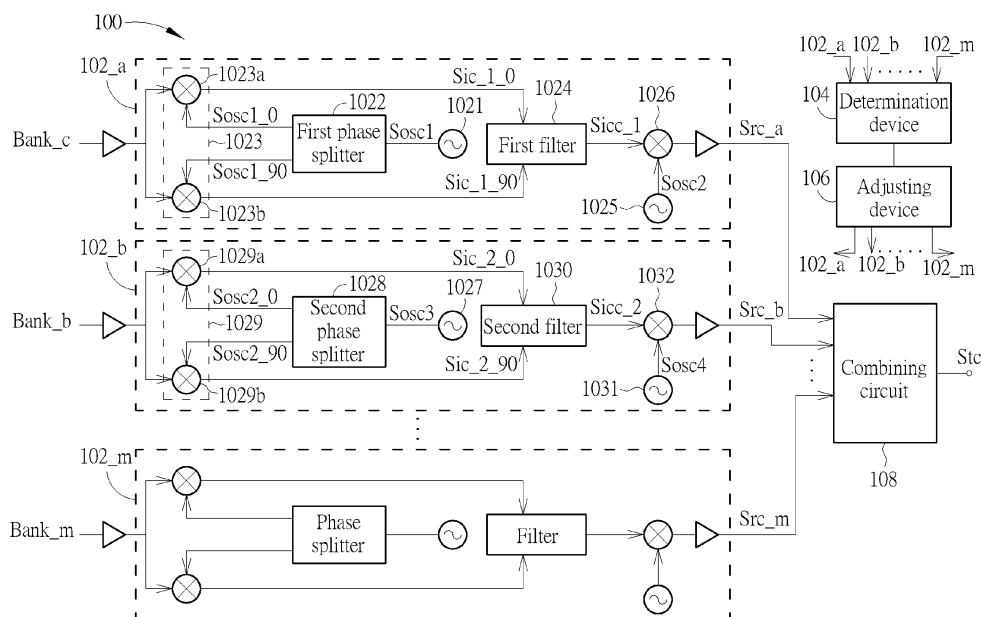 100
102_a
1023a
Sic_1_0
1022
1021
1024
1026
Sosc1_0
First phase splitter
Sosc1
Sicc_1
Src_a
Bank_c
1023
First filter
Sosc1_90
Sic_1_90
Sosc2
1023b
1025
102_a
102_b
102_m
104
Determination device
106
Adjusting device
102_a
102_b
102_m
102_b
1029a
Sic_2_0
1028
1027
1030
1032
Sosc2_0
Second phase splitter
Sosc3
Sicc_2
Src_b
Bank_b
1029
Second filter
Sosc2_90
Sic_2_90
Sosc4
1029b
1031
Combining circuit
Stc
108
102_m
Bank_m
Phase splitter
Filter
Src_m